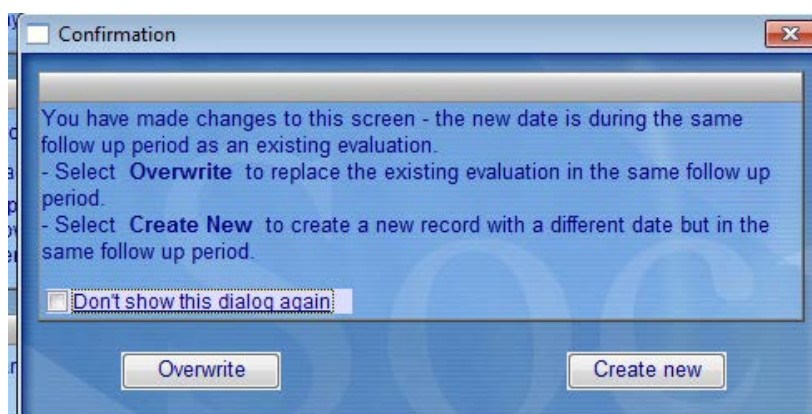 Confirmation
You have made changes to this screen - the new date is during the same
follow up period as an existing evaluation.
- Select Overwrite to replace the existing evaluation in the same follow up
period.
- Select Create New to create a new record with a different date but in the
same follow up period.
Don't show this dialog again
Overwrite
Create new